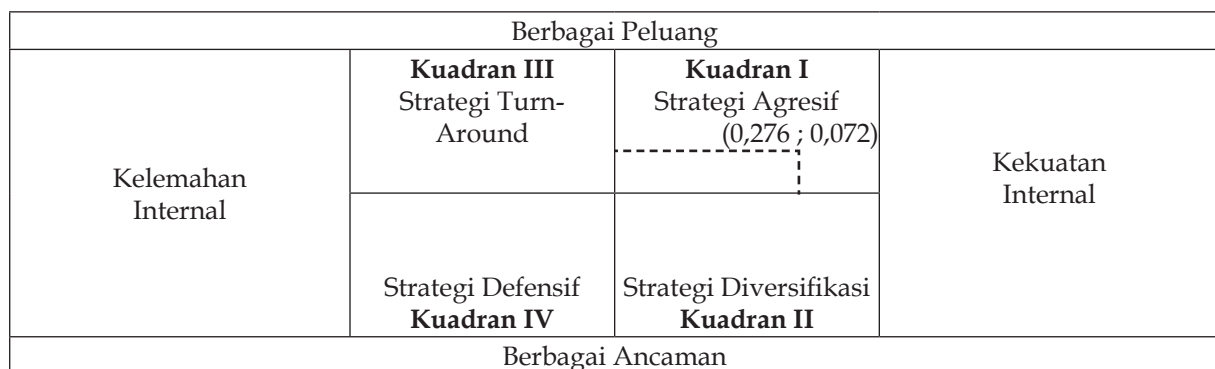 Berbagai Peluang
Kelemahan
Internal
Kuadran III
Strategi Turn-
Around
Kuadran I
Strategi Agresif
(0,276 ; 0,072)
Kekuatan
Internal
Strategi Defensif
Kuadran IV
Strategi Diversifikasi
Kuadran II
Berbagai Ancaman